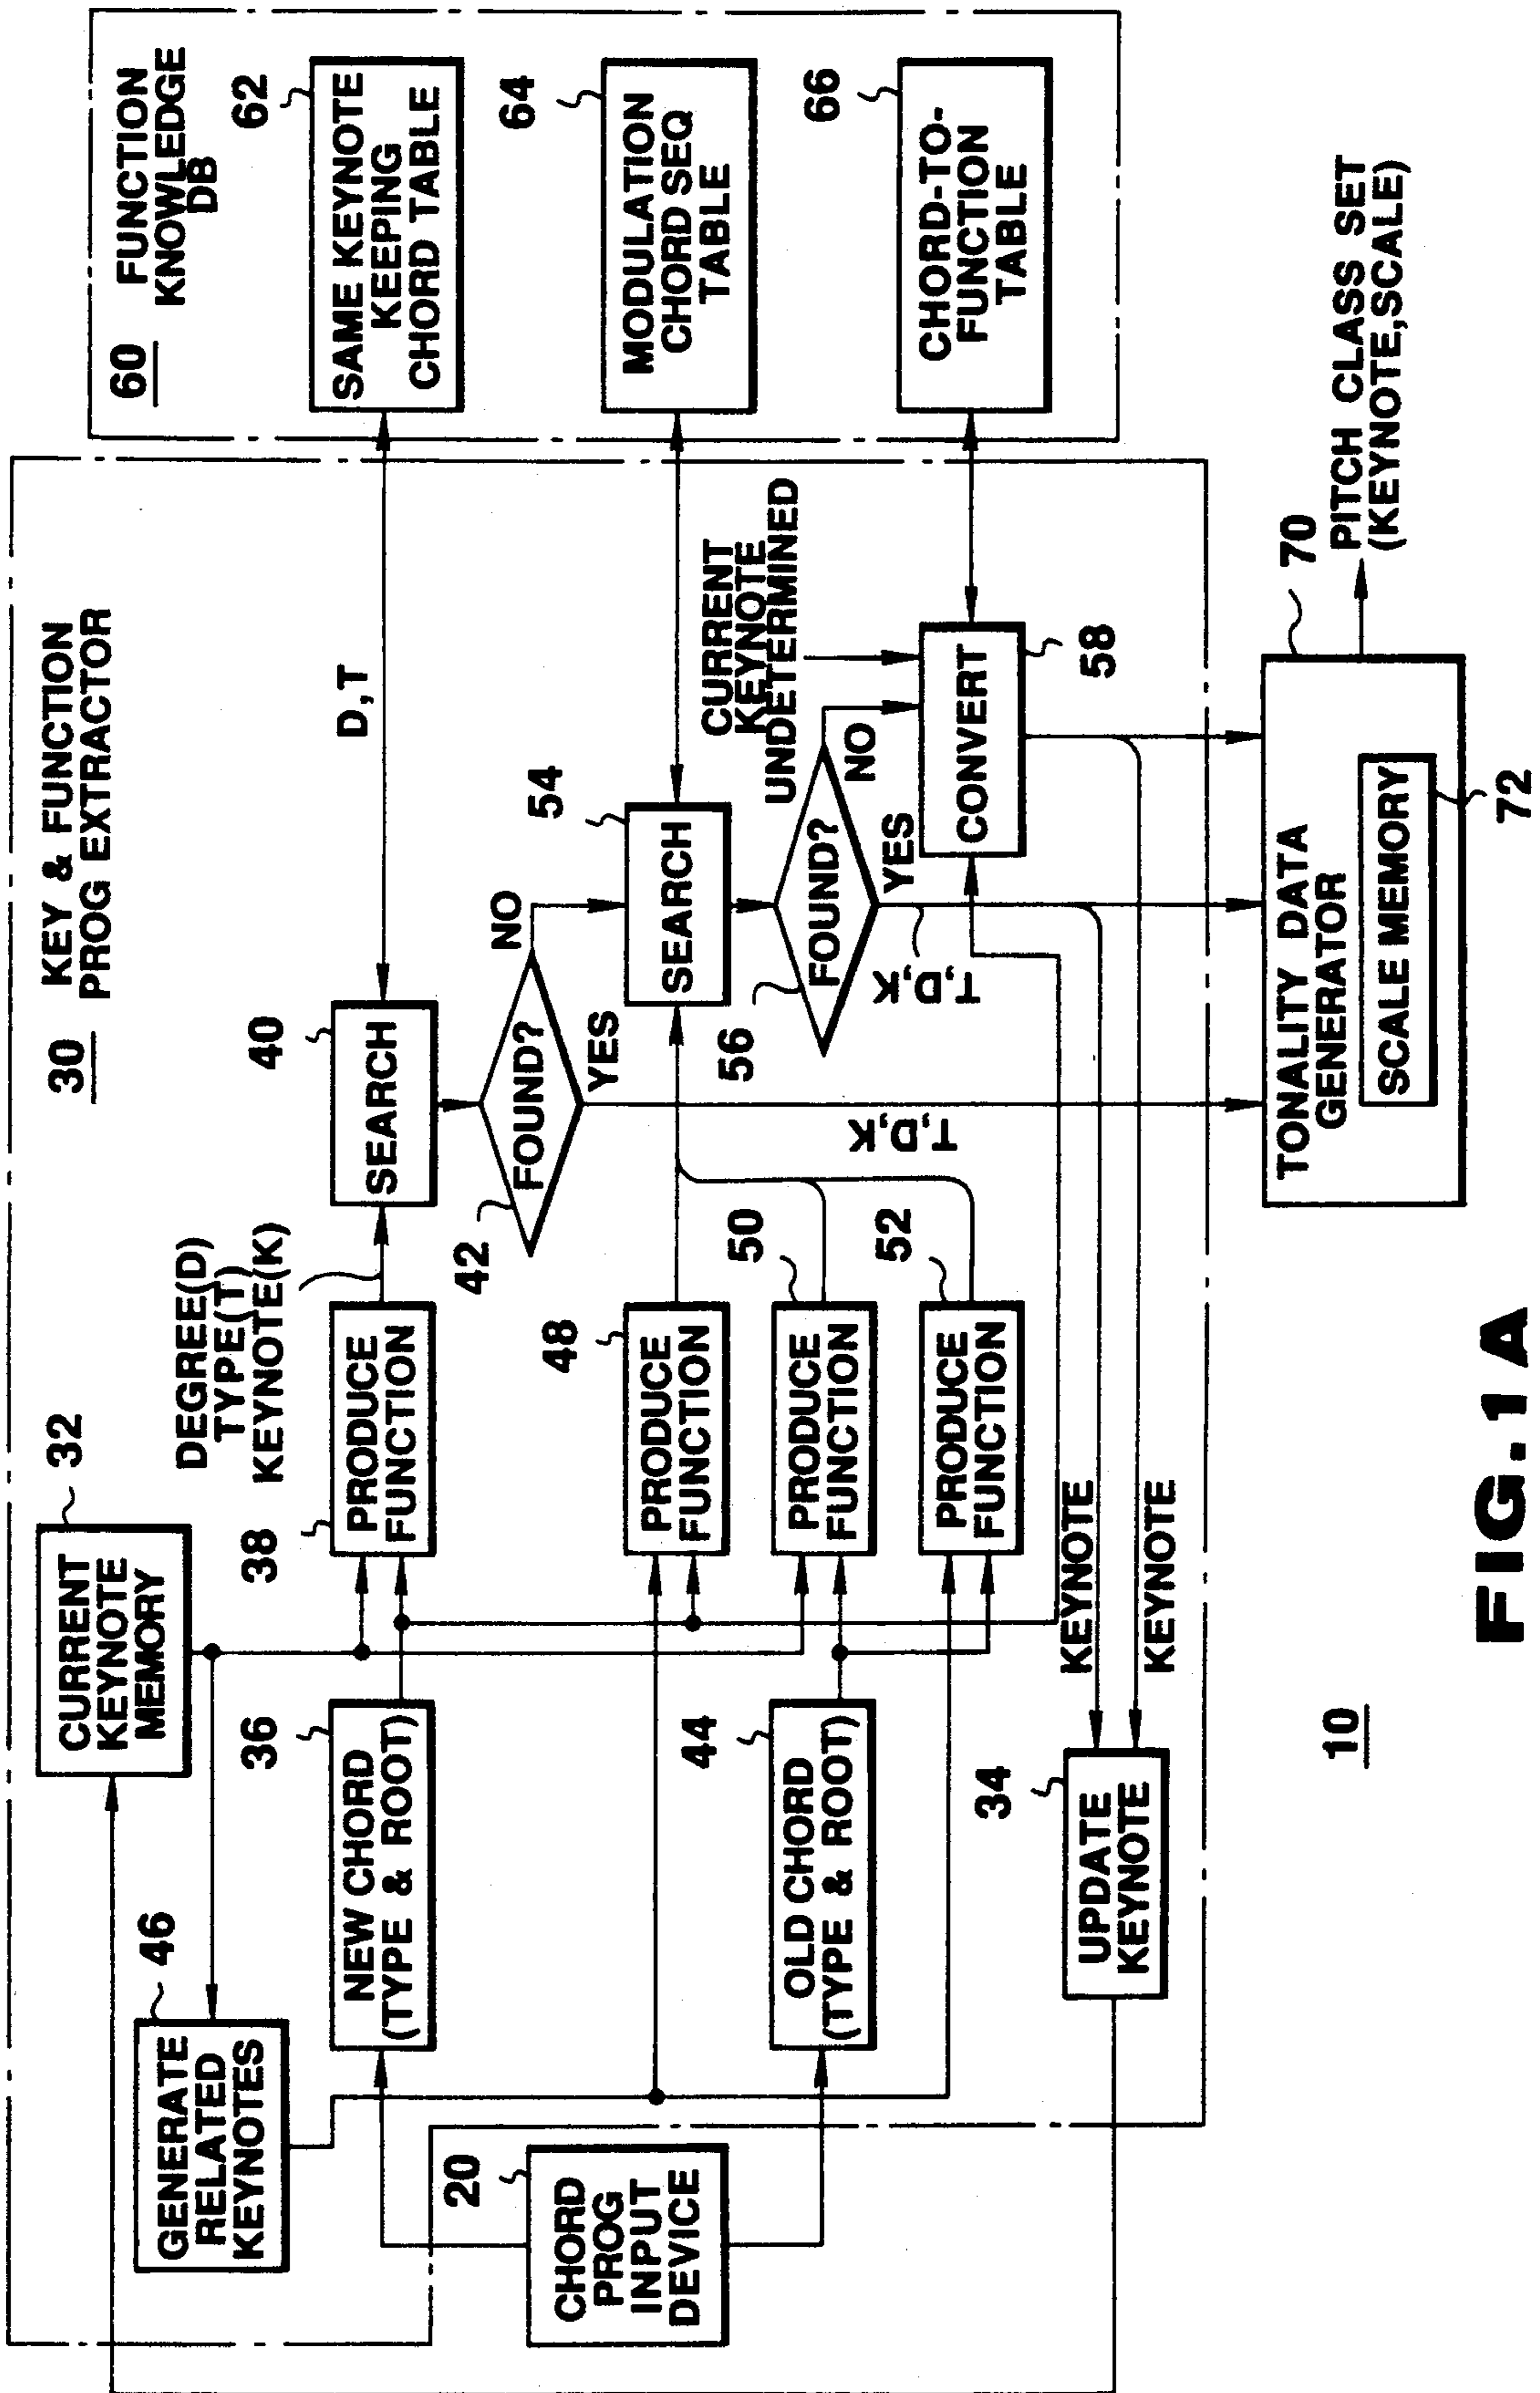 30
KEY & FUNCTION
PROG EXTRACTOR
60
FUNCTION
KNOWLEDGE
DB
32
CURRENT
KEYNOTE
MEMORY
46
GENERATE
RELATED
KEYNOTES
36
NEW CHORD
(TYPE & ROOT)
38
PRODUCE
FUNCTION
DEGREE(D)
TYPE(T)
KEYNOTE(K)
40
SEARCH
D,T
62
SAME KEYNOTE
KEEPING
CHORD TABLE
42
FOUND?
NO
YES
T,D,K
20
CHORD
PROG
INPUT
DEVICE
48
PRODUCE
FUNCTION
54
SEARCH
64
MODULATION
CHORD SEQ
TABLE
44
OLD CHORD
(TYPE & ROOT)
50
PRODUCE
FUNCTION
56
FOUND?
NO
YES
T,D,K
CURRENT
KEYNOTE
UNDETERMINED
52
PRODUCE
FUNCTION
CONVERT
58
66
CHORD-TO-
FUNCTION
TABLE
34
UPDATE
KEYNOTE
KEYNOTE
KEYNOTE
70
TONALITY DATA
GENERATOR
SCALE MEMORY
72
PITCH CLASS SET
(KEYNOTE,SCALE)
10
FIG.1A